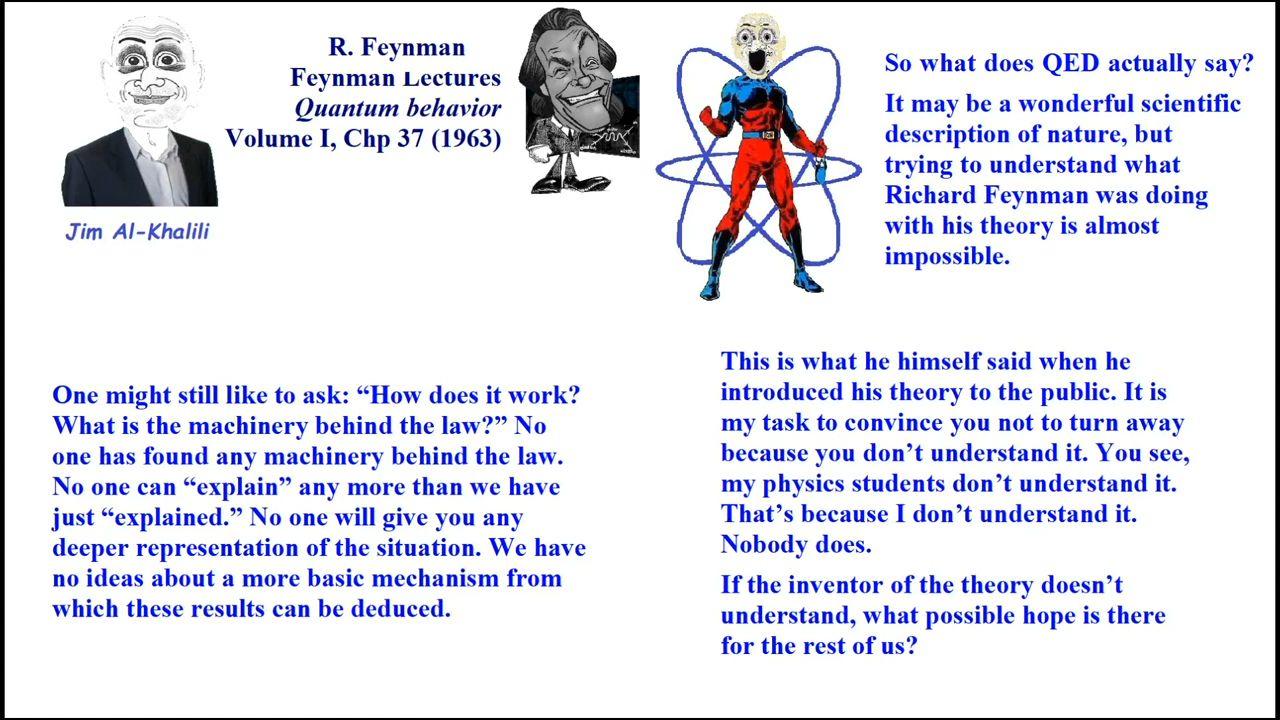 R. Feynman
Feynman Lectures
Quantum behavior
Volume I, Chp 37 (1963)
Jim Al-Khalili
So what does QED actually say?
It may be a wonderful scientific
description of nature, but
trying to understand what
Richard Feynman was doing
with his theory is almost
impossible.
One might still like to ask: “How does it work?
What is the machinery behind the law?” No
one has found any machinery behind the law.
No one can “explain” any more than we have
just “explained.” No one will give you any
deeper representation of the situation. We have
no ideas about a more basic mechanism from
which these results can be deduced.
This is what he himself said when he
introduced his theory to the public. It is
my task to convince you not to turn away
because you don’t understand it. You see,
my physics students don’t understand it.
That’s because I don’t understand it.
Nobody does.
If the inventor of the theory doesn’t
understand, what possible hope is there
for the rest of us?